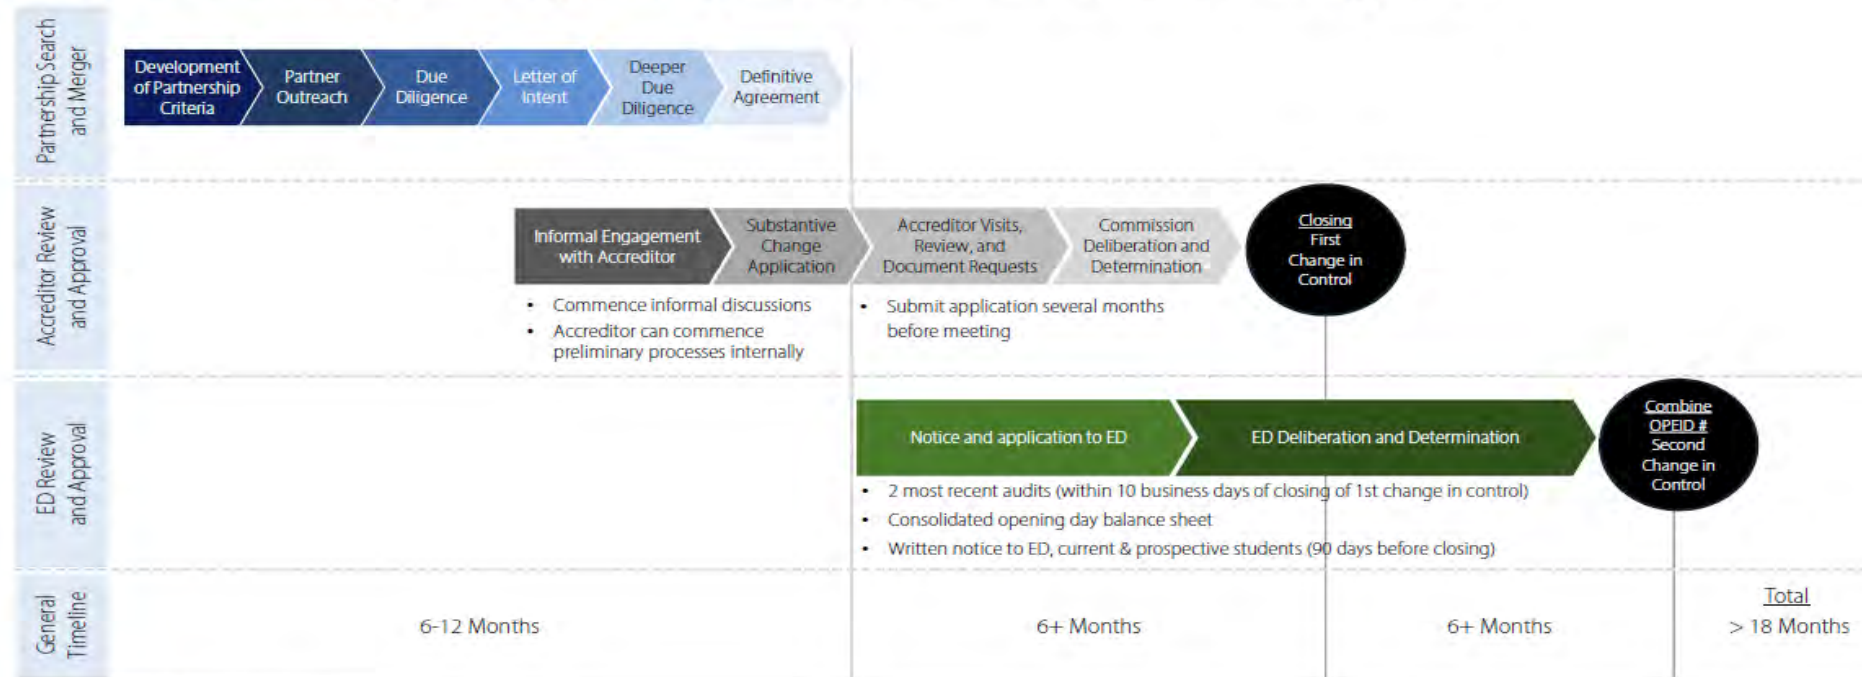 Partnership Search
and Merger
Development
of Partnership
Criteria
Partner
Outreach
Due
Diligence
Letter of
Intent
Deeper
Due
Diligence
Definitive
Agreement
Accreditor Review
and Approval
Informal Engagement
with Accreditor
Substantive
Change
Application
Accreditor Visits,
Review, and
Document Requests
Commission
Deliberation and
Determination
Closing
First
Change in
Control
• Commence informal discussions
• Accreditor can commence
preliminary processes internally
• Submit application several months
before meeting
ED Review
and Approval
Notice and application to ED
ED Deliberation and Determination
Combine
OPEID #
Second
Change in
Control
• 2 most recent audits (within 10 business days of closing of 1st change in control)
• Consolidated opening day balance sheet
• Written notice to ED, current & prospective students (90 days before closing)
General
Timeline
6-12 Months
6+ Months
6+ Months
Total
> 18 Months